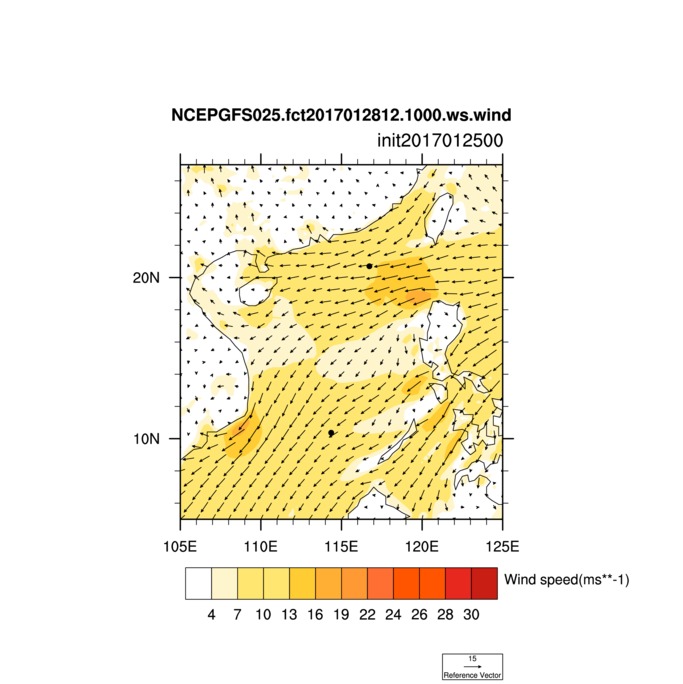 NCEPGFS025.fct2017012812.1000.ws.wind
init2017012500
20N
10N
105E 110E 115E 120E 125E
Wind speed(ms**-1)
4 7 10 13 16 19 22 24 26 28 30
15
Reference Vector